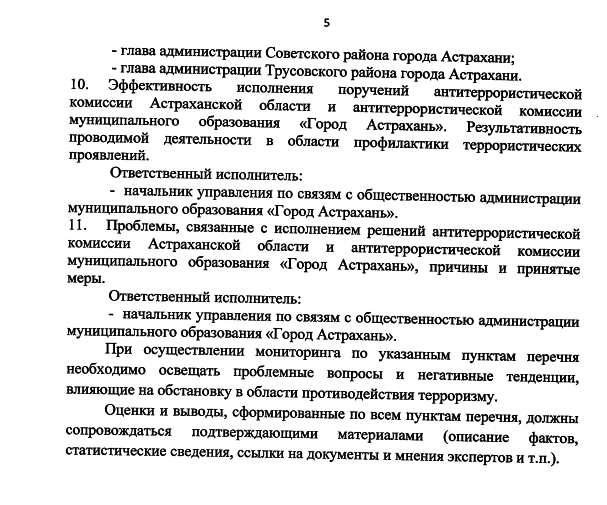 5
- глава администрации Советского района города Астрахани;
- глава администрации Трусовского района города Астрахани.
10. Эффективность исполнения поручений антитеррористической
комиссии Астраханской области и антитеррористической комиссии
муниципального образования «Город Астрахань». Результативность
проводимой деятельности в области профилактики террористических
проявлений.
Ответственный исполнитель:
- начальник управления по связям с общественностью администрации
муниципального образования «Город Астрахань».
11. Проблемы, связанные с исполнением решений антитеррористической
комиссии Астраханской области и антитеррористической комиссии
муниципального образования «Город Астрахань», причины и принятые
меры.
Ответственный исполнитель:
- начальник управления по связям с общественностью администрации
муниципального образования «Город Астрахань».
При осуществлении мониторинга по указанным пунктам перечня
необходимо освещать проблемные вопросы и негативные тенденции,
влияющие на обстановку в области противодействия терроризму.
Оценки и выводы, сформированные по всем пунктам перечня, должны
сопровождаться подтверждающими материалами (описание фактов,
статистические сведения, ссылки на документы и мнения экспертов и т.п.).